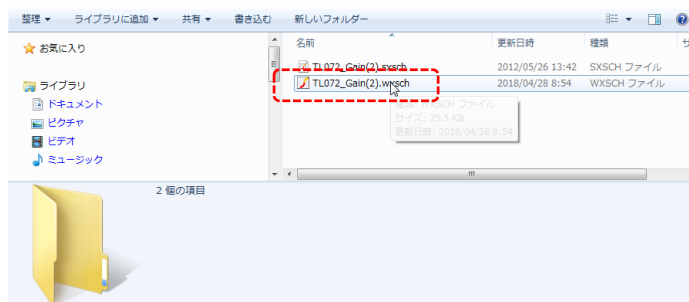 整理 ライブラリに追加 共有 書き込む 新しいフォルダー
名前 更新日時 種類 サ
お気に入り
TL072_Gain(2).sxsch 2012/05/26 13:42 SXSCH ファイル
TL072_Gain(2).wxsch 2018/04/28 8:54 WXSCH ファイル
ライブラリ
ドキュメント
ピクチャ
ビデオ
ミュージック
種類: WXSCH ファイル
サイズ: 25.5 KB
更新日時: 2018/04/28 8:54
2 個の項目